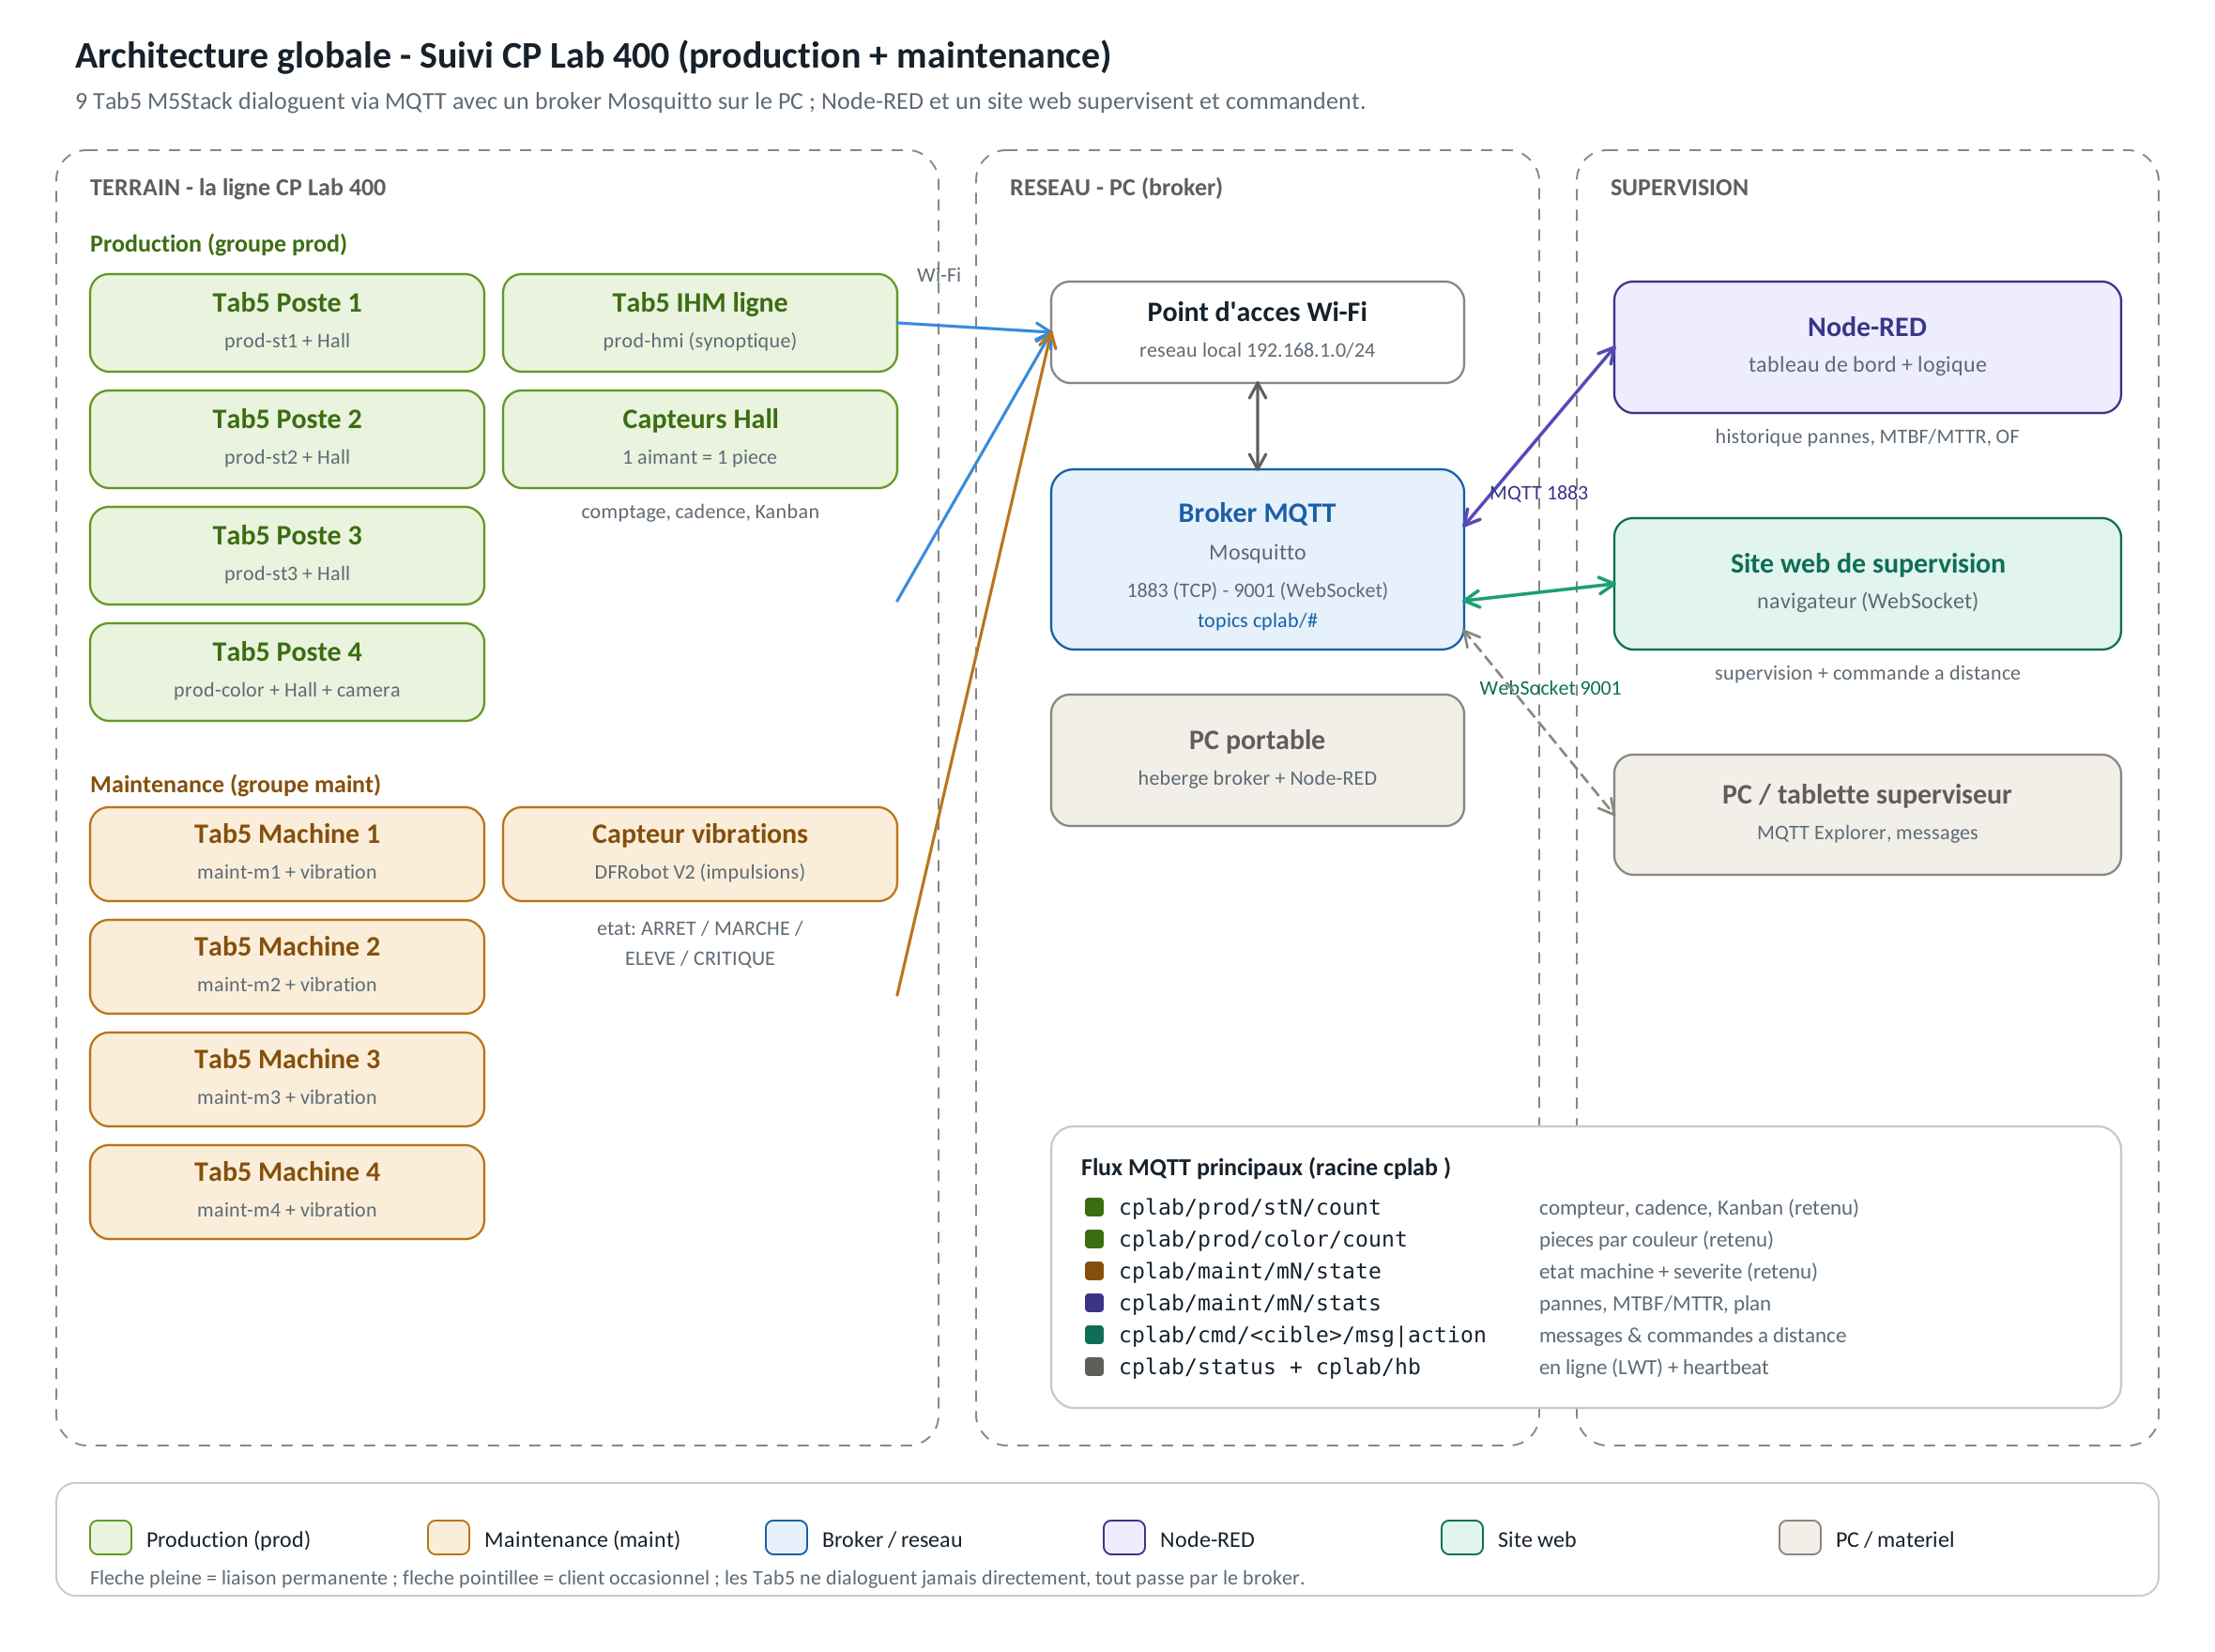 Architecture globale - Suivi CP Lab 400 (production + maintenance)
9 Tab5 M5Stack dialoguent via MQTT avec un broker Mosquitto sur le PC ; Node-RED et un site web supervisent et commandent.
TERRAIN - la ligne CP Lab 400
Production (groupe prod)
Tab5 Poste 1
prod-st1 + Hall
Tab5 IHM ligne
prod-hmi (synoptique)
Tab5 Poste 2
prod-st2 + Hall
Capteurs Hall
1 aimant = 1 piece
comptage, cadence, Kanban
Tab5 Poste 3
prod-st3 + Hall
Tab5 Poste 4
prod-color + Hall + camera
Maintenance (groupe maint)
Tab5 Machine 1
maint-m1 + vibration
Capteur vibrations
DFRobot V2 (impulsions)
etat: ARRET / MARCHE /
ELEVE / CRITIQUE
Tab5 Machine 2
maint-m2 + vibration
Tab5 Machine 3
maint-m3 + vibration
Tab5 Machine 4
maint-m4 + vibration
Wi-Fi
RESEAU - PC (broker)
Point d'acces Wi-Fi
reseau local 192.168.1.0/24
Broker MQTT
Mosquitto
1883 (TCP) - 9001 (WebSocket)
topics cplab/#
PC portable
heberge broker + Node-RED
MQTT 1883
WebSocket 9001
SUPERVISION
Node-RED
tableau de bord + logique
historique pannes, MTBF/MTTR, OF
Site web de supervision
navigateur (WebSocket)
supervision + commande a distance
PC / tablette superviseur
MQTT Explorer, messages
Flux MQTT principaux (racine cplab )
cplab/prod/stN/count compteur, cadence, Kanban (retenu)
cplab/prod/color/count pieces par couleur (retenu)
cplab/maint/mN/state etat machine + severite (retenu)
cplab/maint/mN/stats pannes, MTBF/MTTR, plan
cplab/cmd/<cible>/msg|action messages & commandes a distance
cplab/status + cplab/hb en ligne (LWT) + heartbeat
Production (prod) Maintenance (maint) Broker / reseau Node-RED Site web PC / materiel
Fleche pleine = liaison permanente ; fleche pointillee = client occasionnel ; les Tab5 ne dialoguent jamais directement, tout passe par le broker.